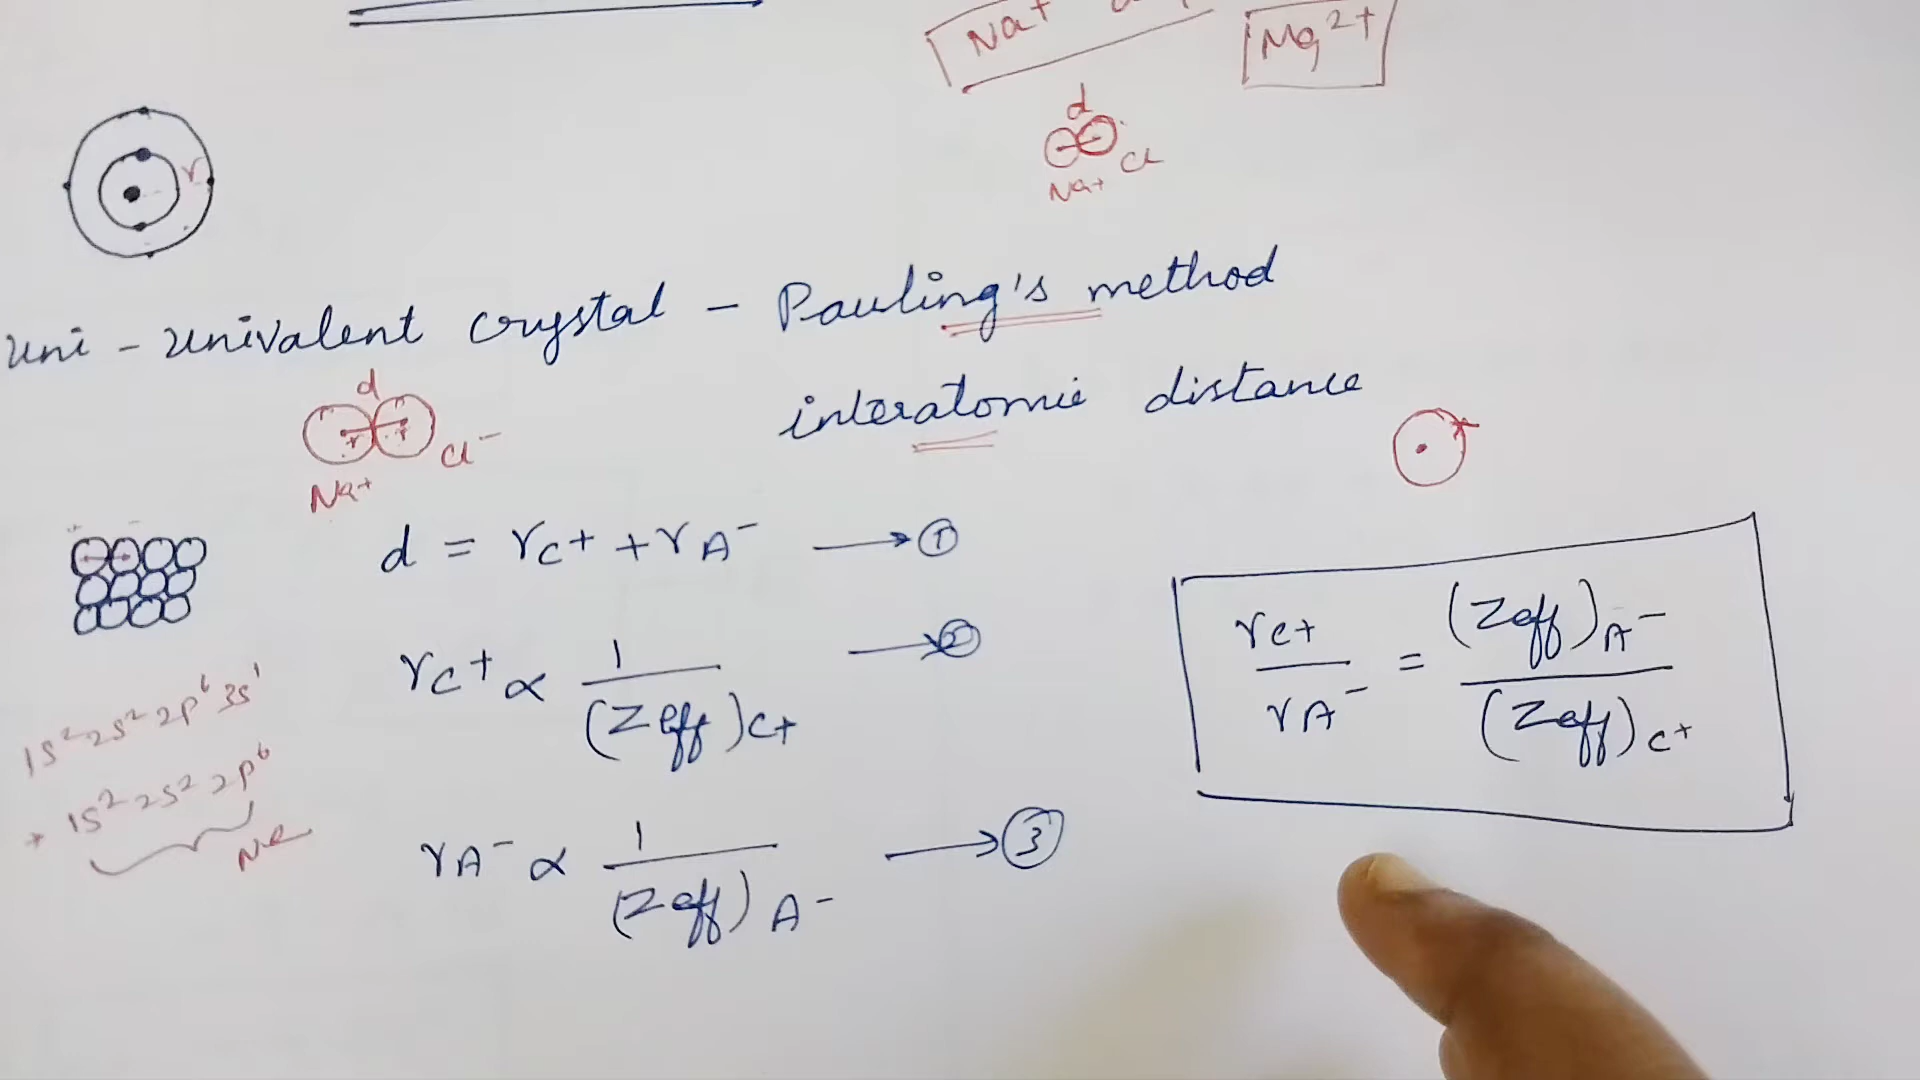 Na+
Mg2+
d
Na+ Cl
r
uni - univalent crystal - Pauling's method
interatomic distance
d
r r
Na+ Cl-
d = rC+ + rA- → ①
rC+ ∝ 1/(Zeff)C+ → ②
rA- ∝ 1/(Zeff)A- → ③
rC+/rA- = (Zeff)A-/(Zeff)C+
1s2 2s2 2p6 3s1
+ 1s2 2s2 2p6
Ne